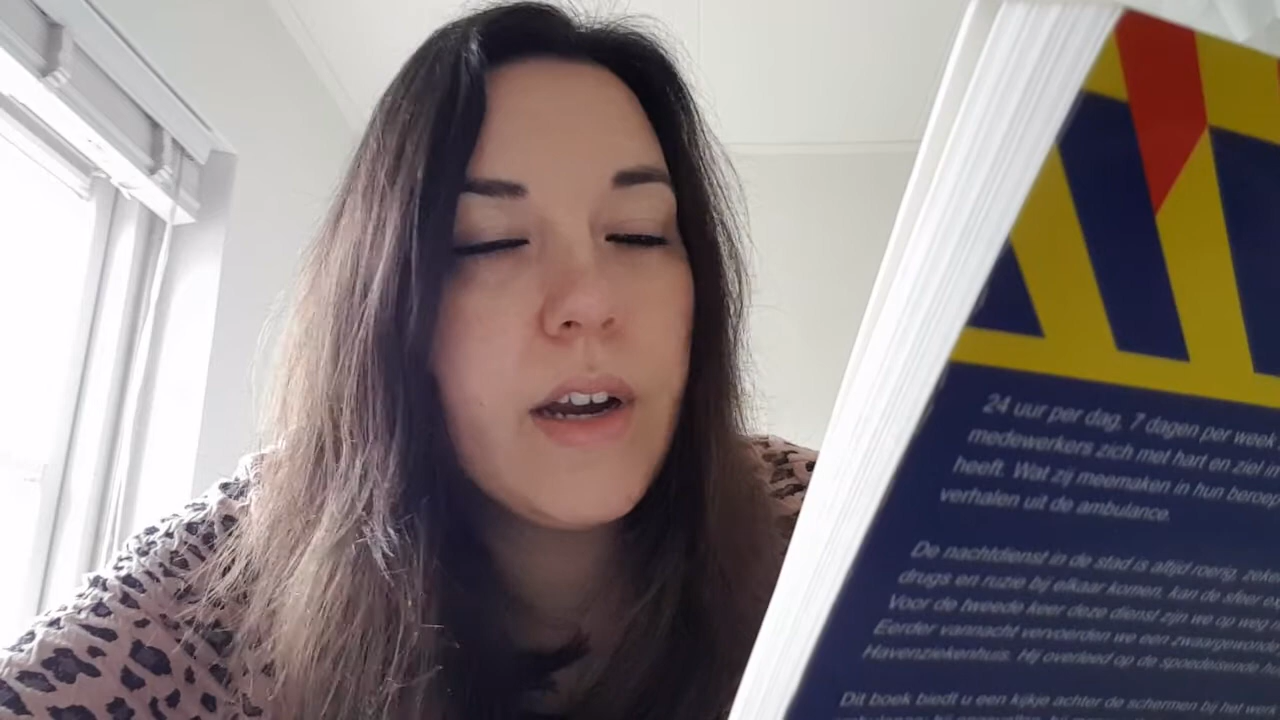 24 uur per dag, 7 dagen per week
medewerkers zich met hart en ziel in
heeft. Wat zij meemaken in hun beroep
verhalen uit de ambulance.
De nachtdienst in de stad is altijd roerig, zeker
drugs en ruzie bij elkaar komen, kan de sfeer
Voor de tweede keer deze dienst zijn we op weg
Eerder vannacht vervoerden we een zwaargewonde
Havenziekenhuis. Hij overleed op de spoedeisende
Dit boek biedt u een kijkje achter de schermen bij het werk